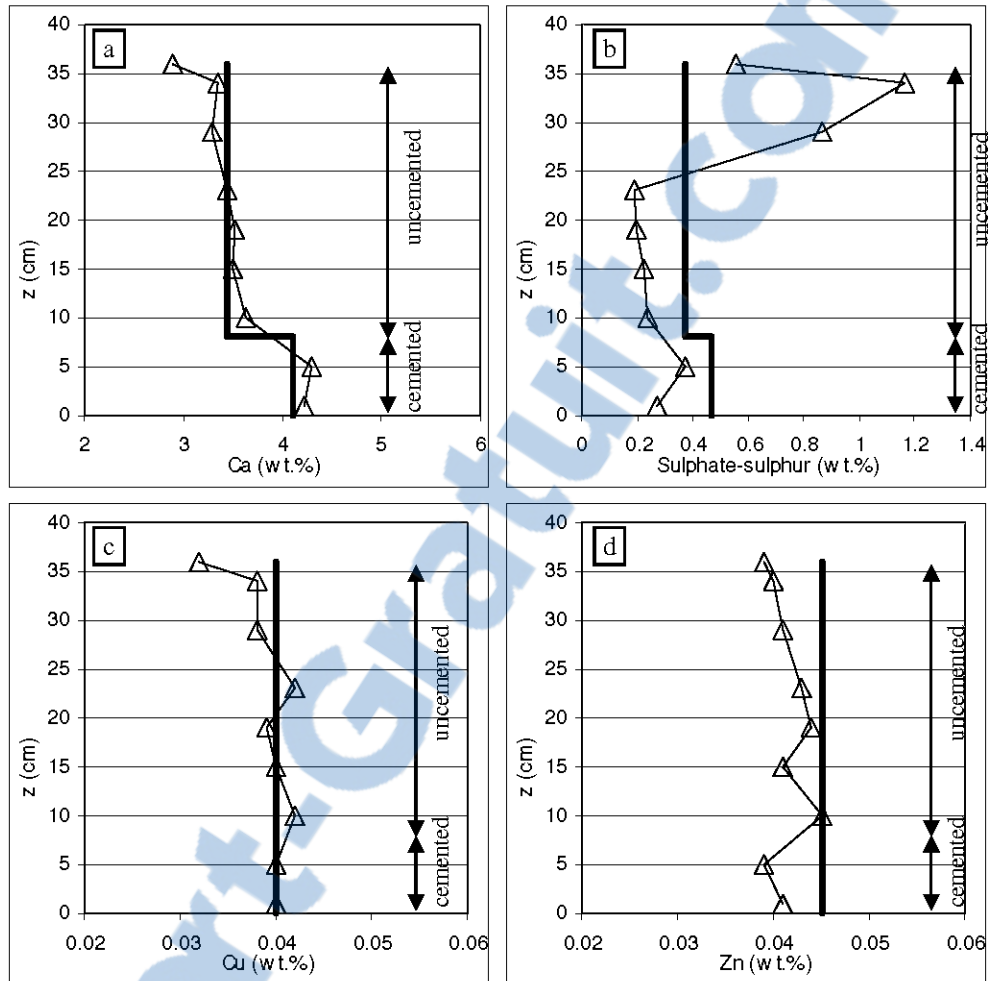 a
40
35
30
25
20
15
10
5
0
z (cm)
2 3 4 5 6
Ca (wt.%)
uncemented
cemented
b
40
35
30
25
20
15
10
5
0
z (cm)
0 0.2 0.4 0.6 0.8 1 1.2 1.4
Sulphate-sulphur (wt.%)
uncemented
cemented
c
40
35
30
25
20
15
10
5
0
z (cm)
0.02 0.03 0.04 0.05 0.06
Cu (wt.%)
uncemented
cemented
d
40
35
30
25
20
15
10
5
0
z (cm)
0.02 0.03 0.04 0.05 0.06
Zn (wt.%)
uncemented
cemented
rt-Gratuit.com